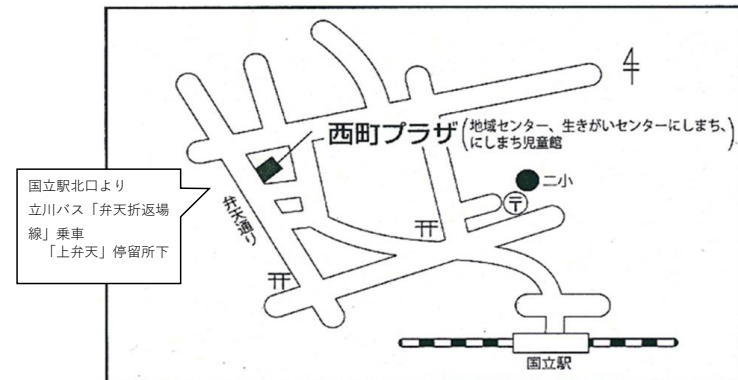 西町プラザ
(地域センター、生きがいセンターにしまち、
にしまち児童館)
二小
〒
国立駅北口より
立川バス「弁天折返場
線」乗車
「上弁天」停留所下
弁天通り
国立駅